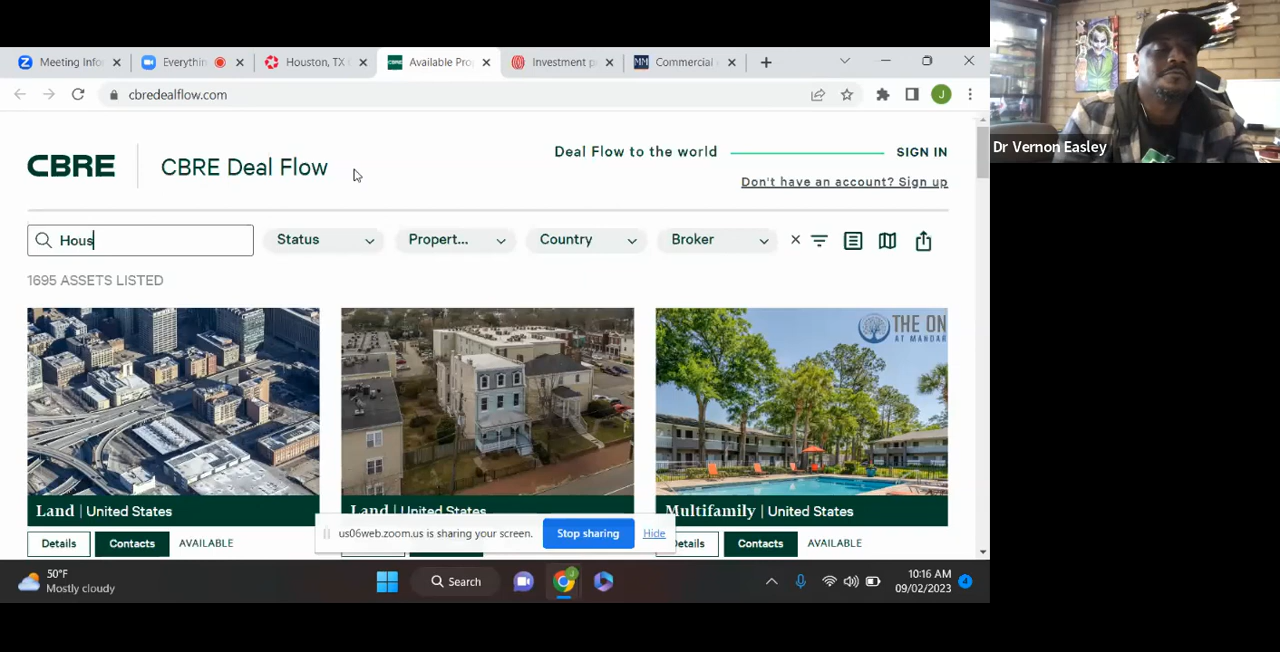 Meeting Info
Everythin
Houston, TX
Available Pro
Investment p
Commercial
cbredealflow.com
J
Dr Vernon Easley
CBRE
CBRE Deal Flow
Deal Flow to the world
SIGN IN
Don't have an account? Sign up
Hous
Status
Propert...
Country
Broker
1695 ASSETS LISTED
THE ON
AT MANDAR
Land | United States
Land | United States
Multifamily | United States
Details
Contacts
AVAILABLE
Details
Contacts
AVAILABLE
us06web.zoom.us is sharing your screen.
Stop sharing
Hide
50°F
Mostly cloudy
Search
10:16 AM
09/02/2023